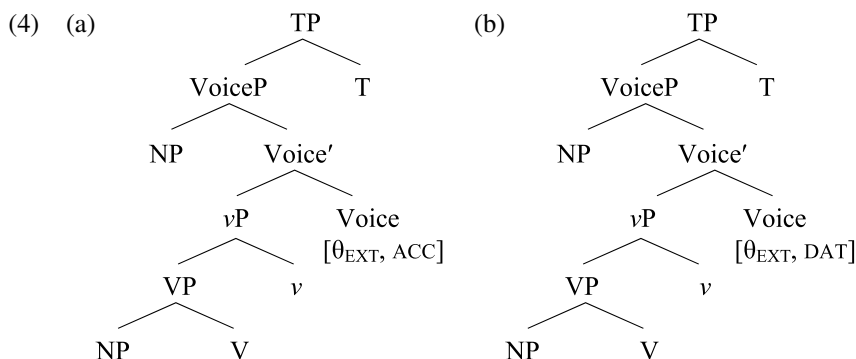 (4) (a) TP (b) TP
VoiceP T VoiceP T
NP Voice′ NP Voice′
vP Voice vP Voice
[θEXT, ACC] [θEXT, DAT]
VP v VP v
NP V NP V